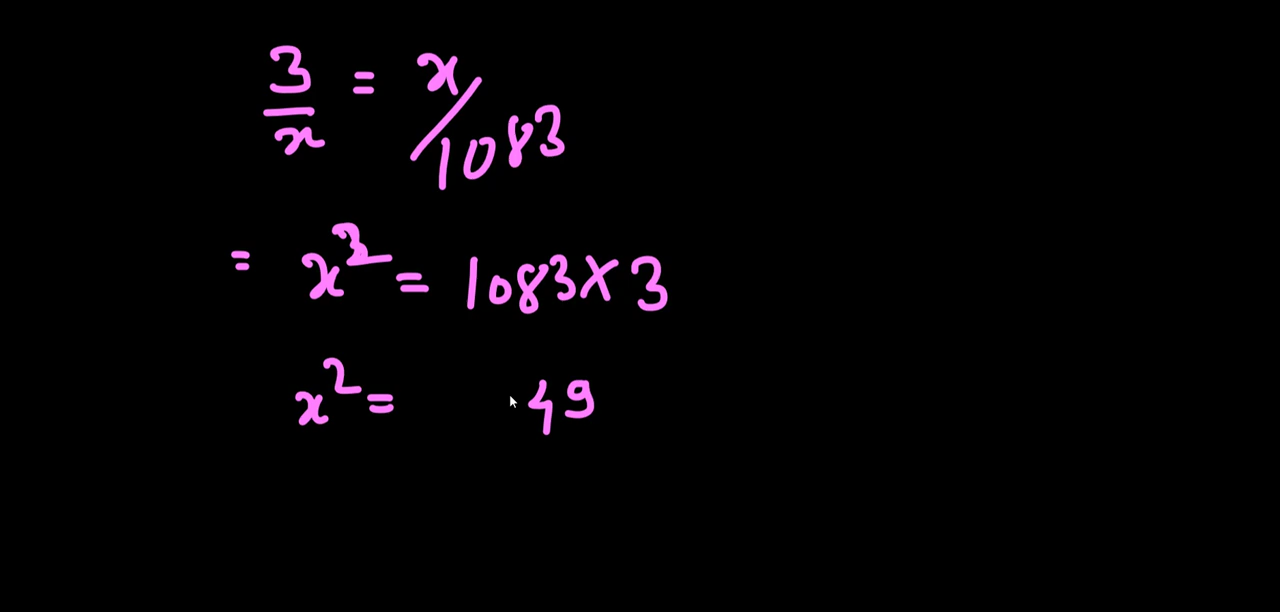 3/x = x/1083
= x² = 1083 × 3
x² = 49